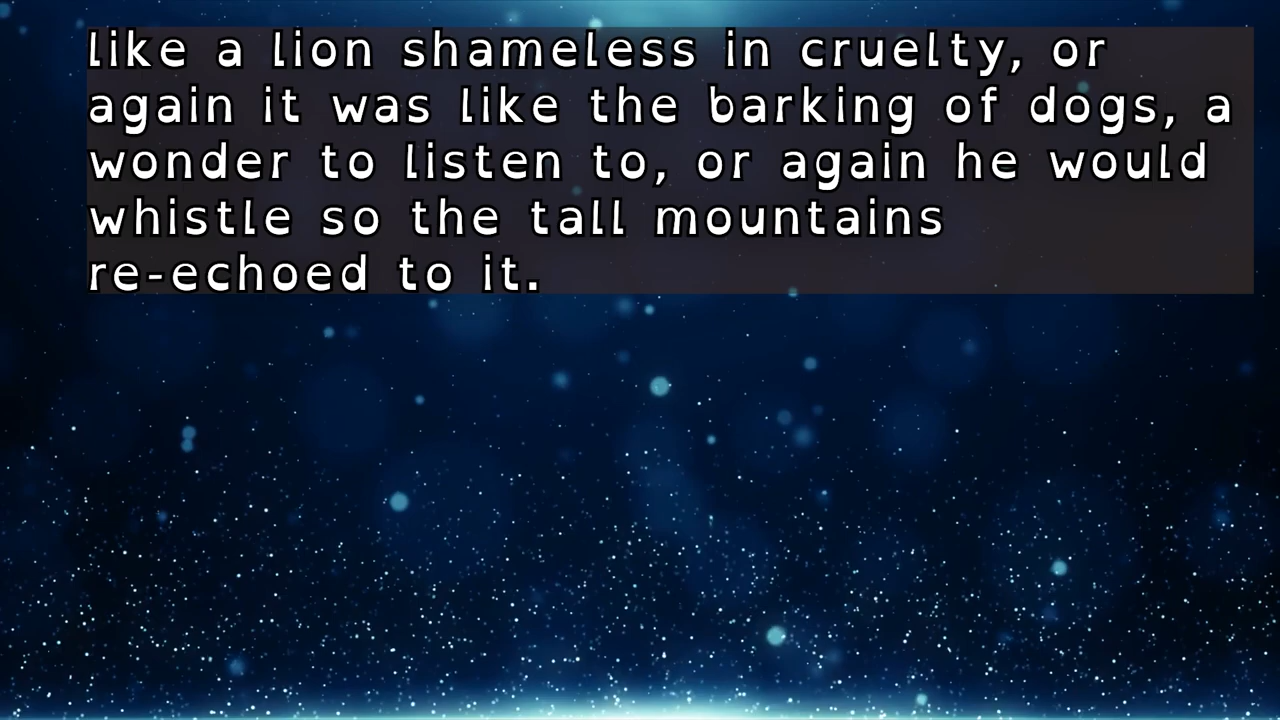 like a lion shameless in cruelty, or
again it was like the barking of dogs, a
wonder to listen to, or again he would
whistle so the tall mountains
re-echoed to it.